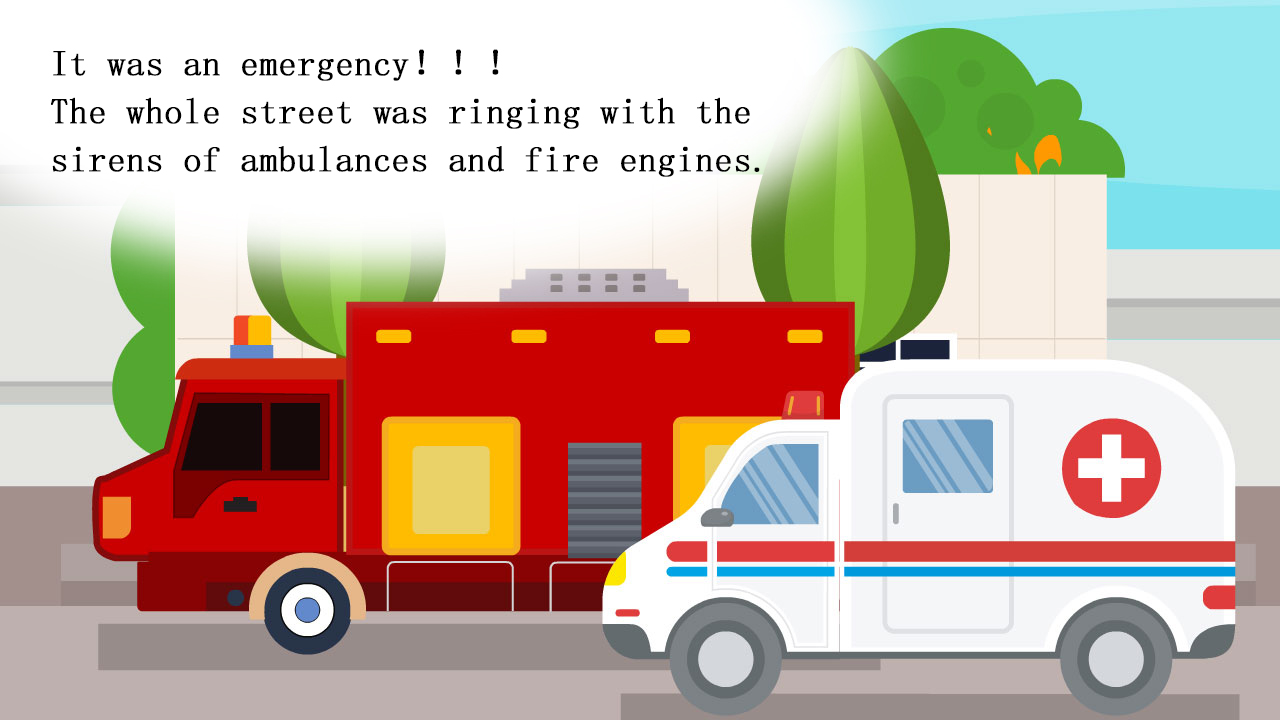 It was an emergency！！！
The whole street was ringing with the
sirens of ambulances and fire engines.